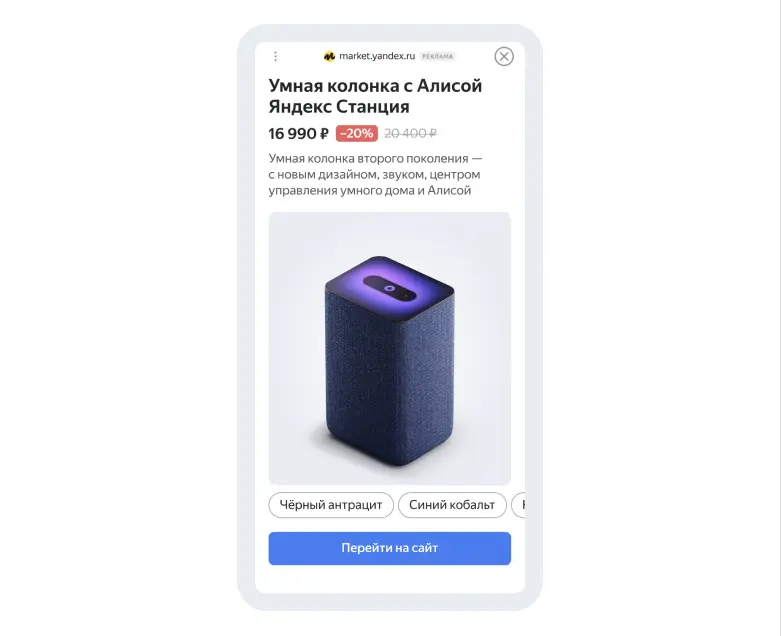 market.yandex.ru РЕКЛАМА
Умная колонка с Алисой
Яндекс Станция
16 990 ₽ –20% 20 400 ₽
Умная колонка второго поколения —
с новым дизайном, звуком, центром
управления умного дома и Алисой
Чёрный антрацит Синий кобальт
Перейти на сайт